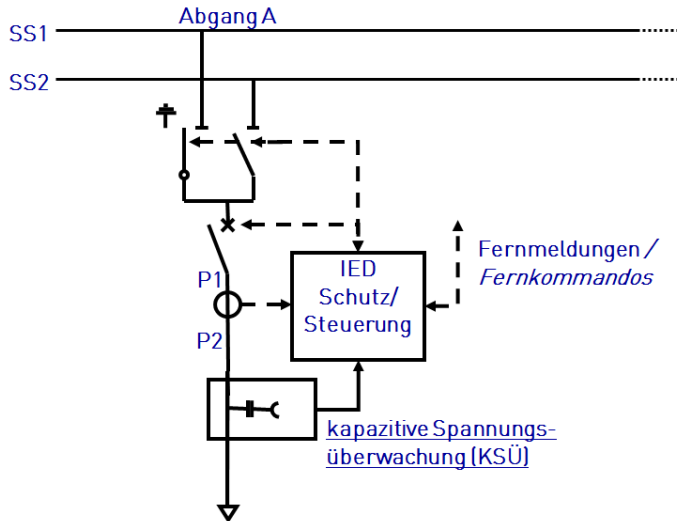 Abgang A
SS1
SS2
IED
Schutz/
Steuerung
Fernmeldungen /
Fernkommandos
P1
P2
kapazitive Spannungs-
überwachung (KSÜ)